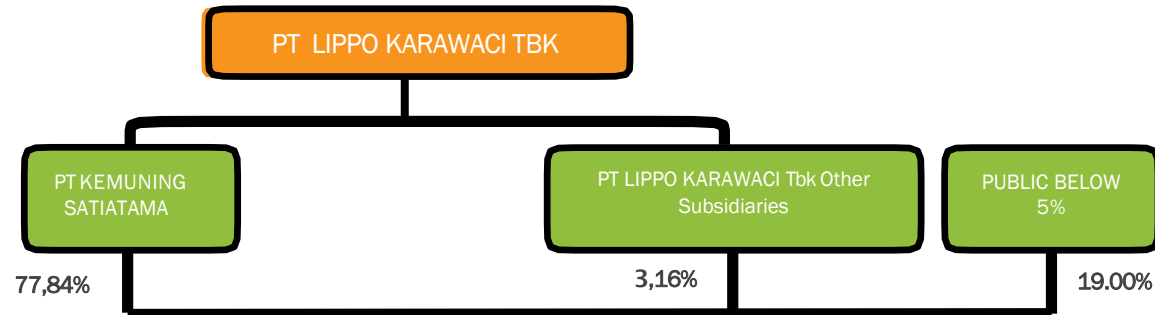 PT LIPPO KARAWACI TBK
PT KEMUNING
SATIATAMA
PT LIPPO KARAWACI Tbk Other
Subsidiaries
PUBLIC BELOW
5%
77,84%
3,16%
19.00%